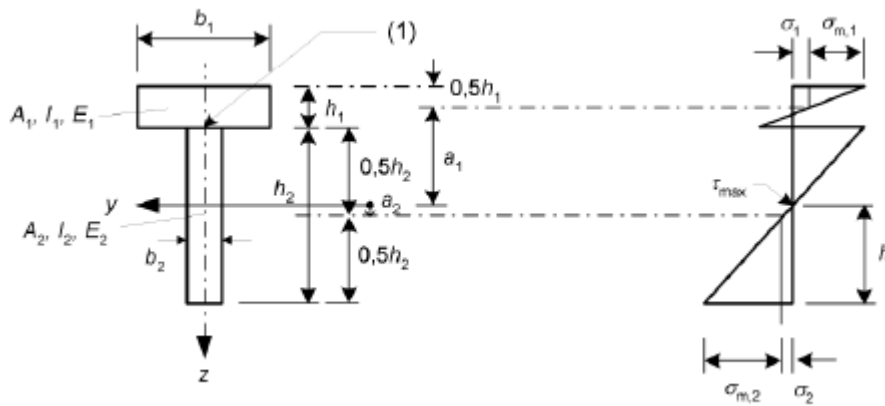 b₁
(1)
σ₁
σₘ,₁
A₁, I₁, E₁
h₁
0,5h₁
a₁
0,5h₂
h₂
y
a₂
τmax
A₂, I₂, E₂
b₂
0,5h₂
h
z
σₘ,₂
σ₂